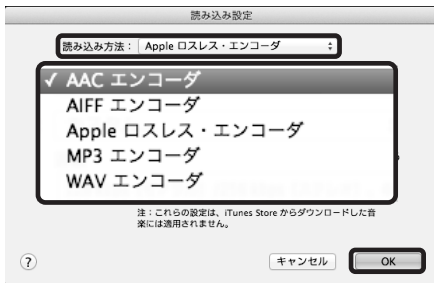 読み込み設定
読み込み方法： Apple ロスレス・エンコーダ
✓ AAC エンコーダ
AIFF エンコーダ
Apple ロスレス・エンコーダ
MP3 エンコーダ
WAV エンコーダ
注：これらの設定は、iTunes Store からダウンロードした音
楽には適用されません。
? キャンセル OK